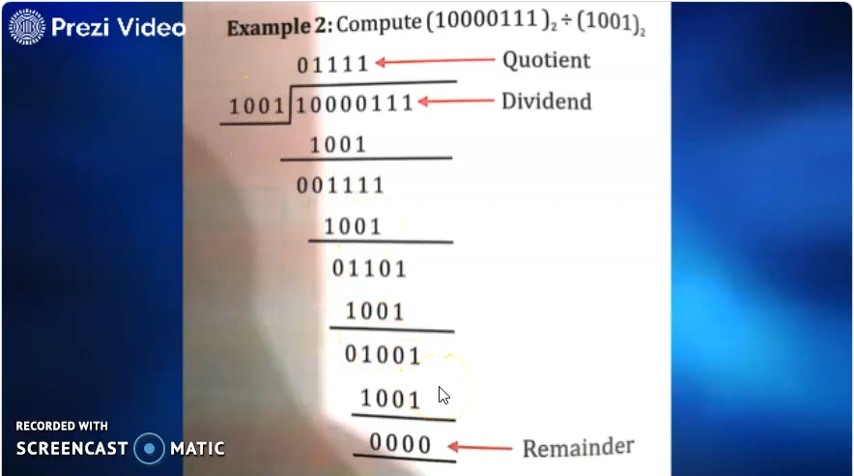 Prezi Video
Example 2: Compute (10000111)₂ ÷ (1001)₂
01111 Quotient
1001 10000111 Dividend
1001
001111
1001
01101
1001
01001
1001
0000 Remainder
RECORDED WITH
SCREENCAST O MATIC